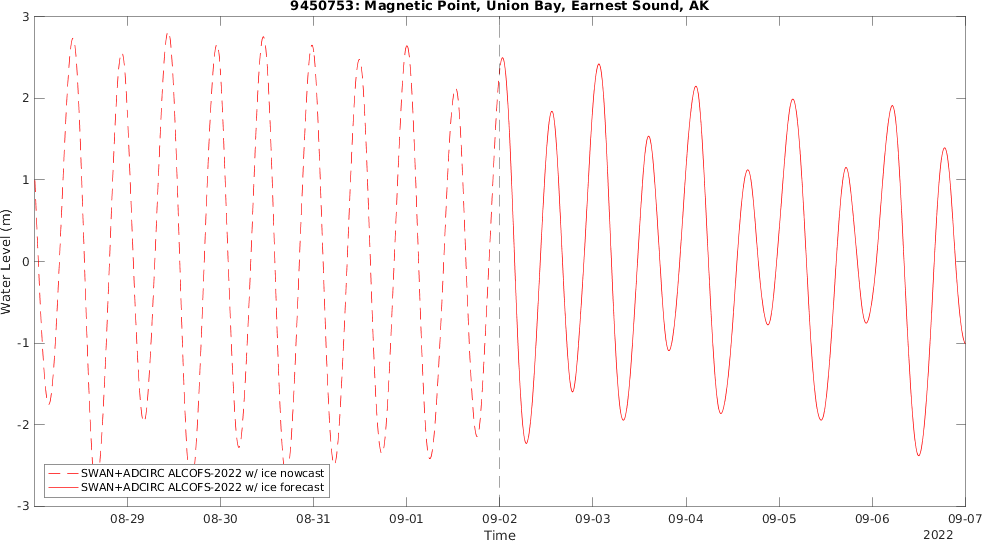 9450753: Magnetic Point, Union Bay, Earnest Sound, AK
3
2
1
0
-1
-2
-3
Water Level (m)
SWAN+ADCIRC ALCOFS-2022 w/ ice nowcast
SWAN+ADCIRC ALCOFS-2022 w/ ice forecast
08-29 08-30 08-31 09-01 09-02 09-03 09-04 09-05 09-06 09-07
Time
2022